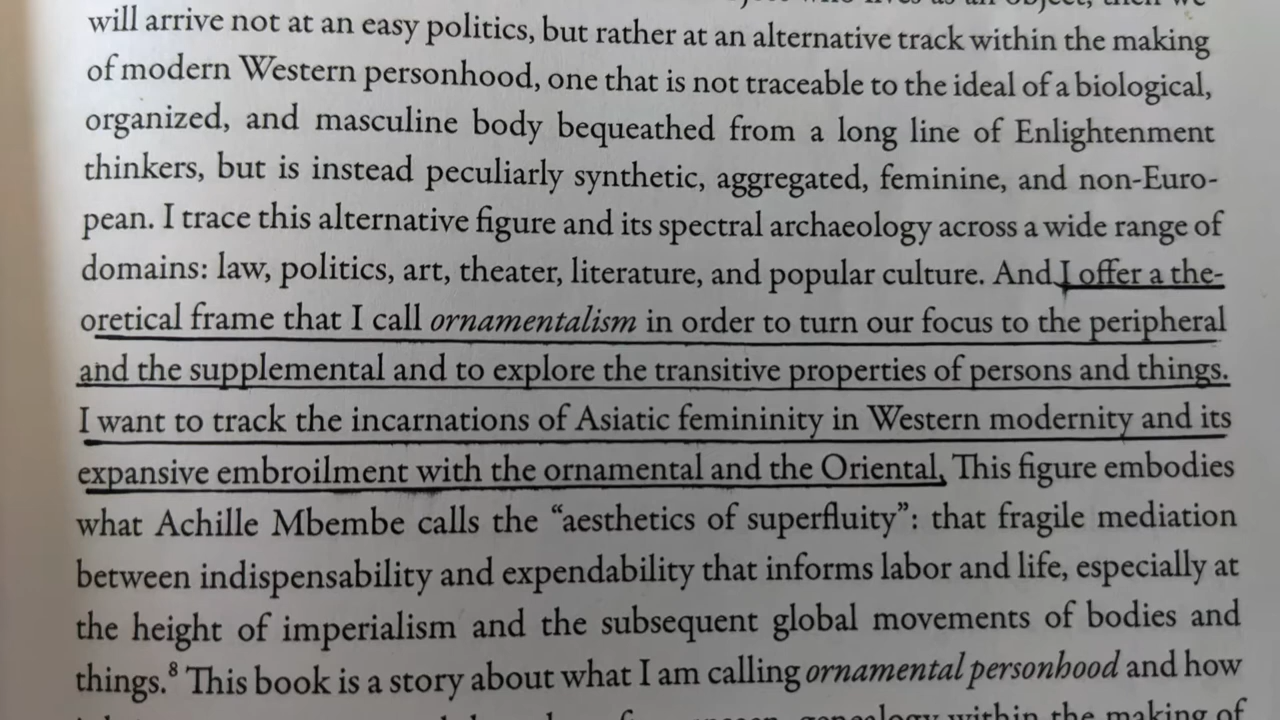 will arrive not at an easy politics, but rather at an alternative track within the making
of modern Western personhood, one that is not traceable to the ideal of a biological,
organized, and masculine body bequeathed from a long line of Enlightenment
thinkers, but is instead peculiarly synthetic, aggregated, feminine, and non-Euro-
pean. I trace this alternative figure and its spectral archaeology across a wide range of
domains: law, politics, art, theater, literature, and popular culture. And I offer a the-
oretical frame that I call ornamentalism in order to turn our focus to the peripheral
and the supplemental and to explore the transitive properties of persons and things.
I want to track the incarnations of Asiatic femininity in Western modernity and its
expansive embroilment with the ornamental and the Oriental. This figure embodies
what Achille Mbembe calls the “aesthetics of superfluity”: that fragile mediation
between indispensability and expendability that informs labor and life, especially at
the height of imperialism and the subsequent global movements of bodies and
things.⁸ This book is a story about what I am calling ornamental personhood and how
genealogy within the making of